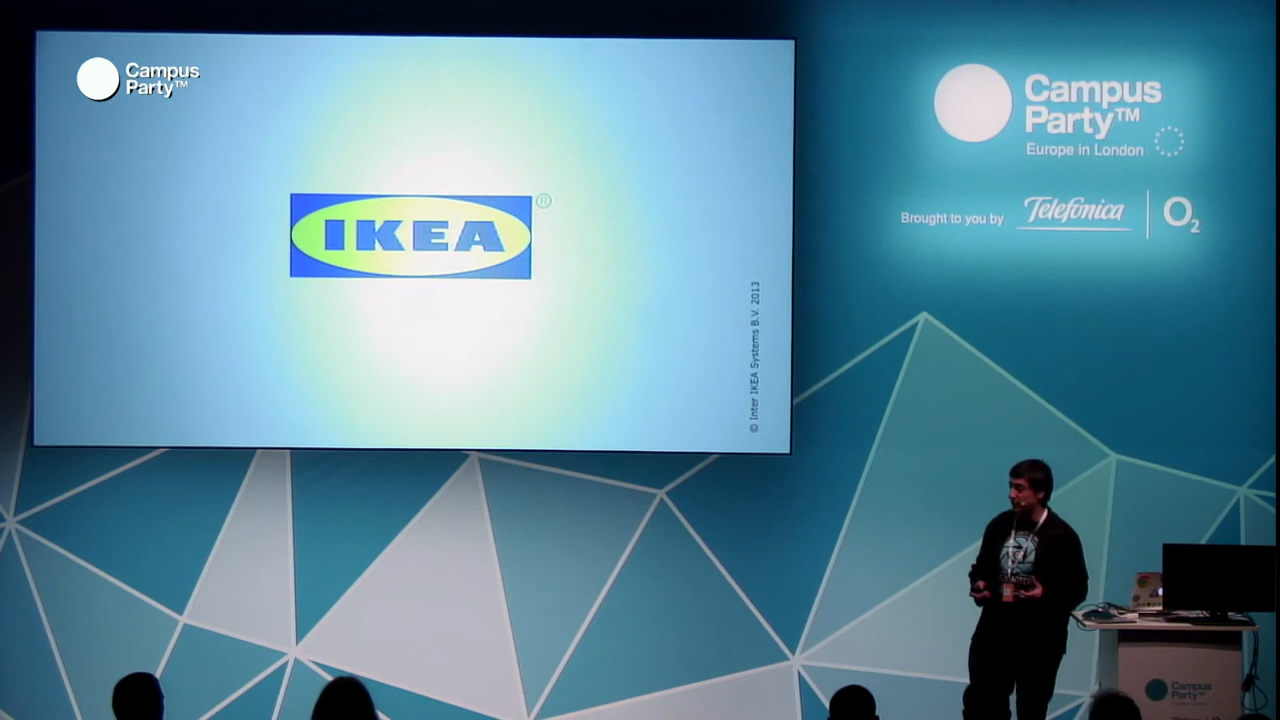 Campus
Party™
IKEA®
© Inter IKEA Systems B.V. 2013
Campus
Party™
Europe in London
Brought to you by Telefónica O2
Campus
Party